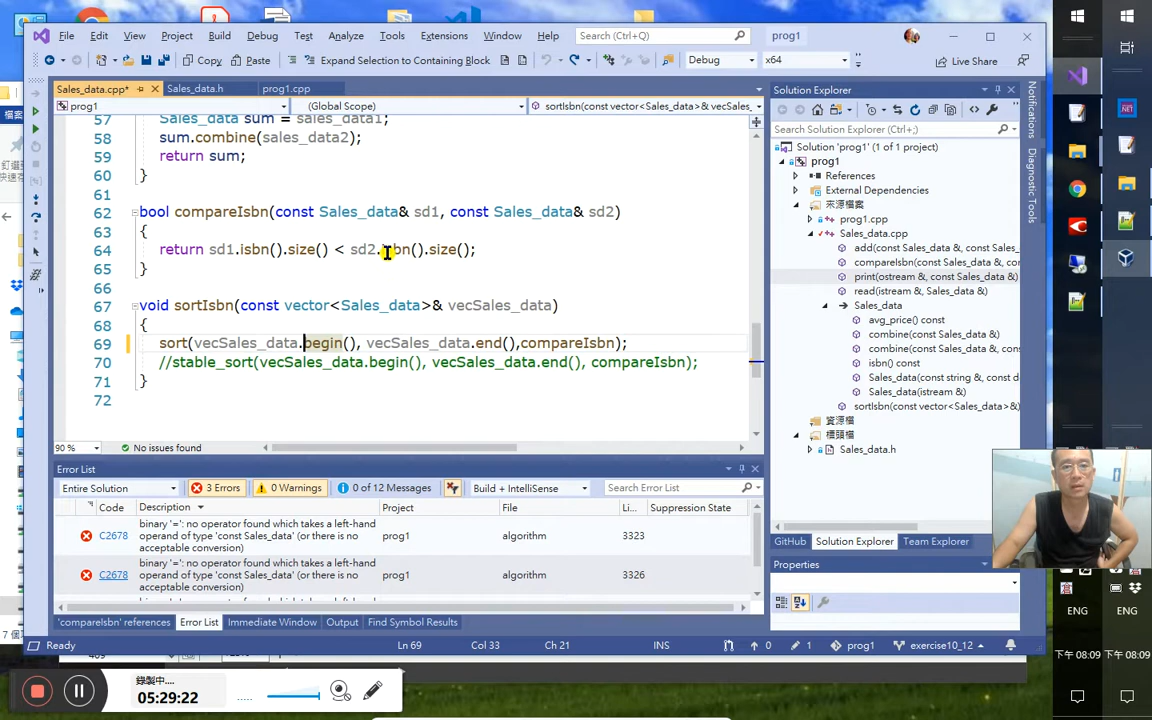 File Edit View Project Build Debug Test Analyze Tools Extensions Window Help Search (Ctrl+Q) prog1
Copy Paste Expand Selection to Containing Block Debug x64 Live Share
Sales_data.cpp* Sales_data.h prog1.cpp
prog1 (Global Scope) sortIsbn(const vector<Sales_data>& vecSales_
57 Sales_data sum = sales_data1;
58 sum.combine(sales_data2);
59 return sum;
60 }
61
62 bool compareIsbn(const Sales_data& sd1, const Sales_data& sd2)
63 {
64 return sd1.isbn().size() < sd2.isbn().size();
65 }
66
67 void sortIsbn(const vector<Sales_data>& vecSales_data)
68 {
69 sort(vecSales_data.begin(), vecSales_data.end(),compareIsbn);
70 //stable_sort(vecSales_data.begin(), vecSales_data.end(), compareIsbn);
71 }
72
90 % No issues found
Error List
Entire Solution 3 Errors 0 Warnings 0 of 12 Messages Build + IntelliSense Search Error List
Code Description Project File Li... Suppression State
C2678 binary '=': no operator found which takes a left-hand operand of type 'const Sales_data' (or there is no acceptable conversion) prog1 algorithm 3323
C2678 binary '=': no operator found which takes a left-hand operand of type 'const Sales_data' (or there is no acceptable conversion) prog1 algorithm 3326
'compareIsbn' references Error List Immediate Window Output Find Symbol Results
Ready Ln 69 Col 33 Ch 21 INS 0 1 prog1 exercise10_12
Solution Explorer
Search Solution Explorer (Ctrl+;)
Solution 'prog1' (1 of 1 project)
prog1
References
External Dependencies
來源檔案
prog1.cpp
Sales_data.cpp
add(const Sales_data &, const
compareIsbn(const Sales_data &, co
print(ostream &, const Sales_data &)
read(istream &, Sales_data &)
Sales_data
avg_price() const
combine(const Sales_data &
combine(const Sales_data &
isbn() const
Sales_data(const string &, const d
Sales_data(istream &)
sortIsbn(const vector<Sales_data>&
資源檔
標頭檔
Sales_data.h
GitHub Solution Explorer Team Explorer
Properties
Notifications
Diagnostic Tools
錄製中...
05:29:22
ENG ENG
下午 08:09 下午 08:09